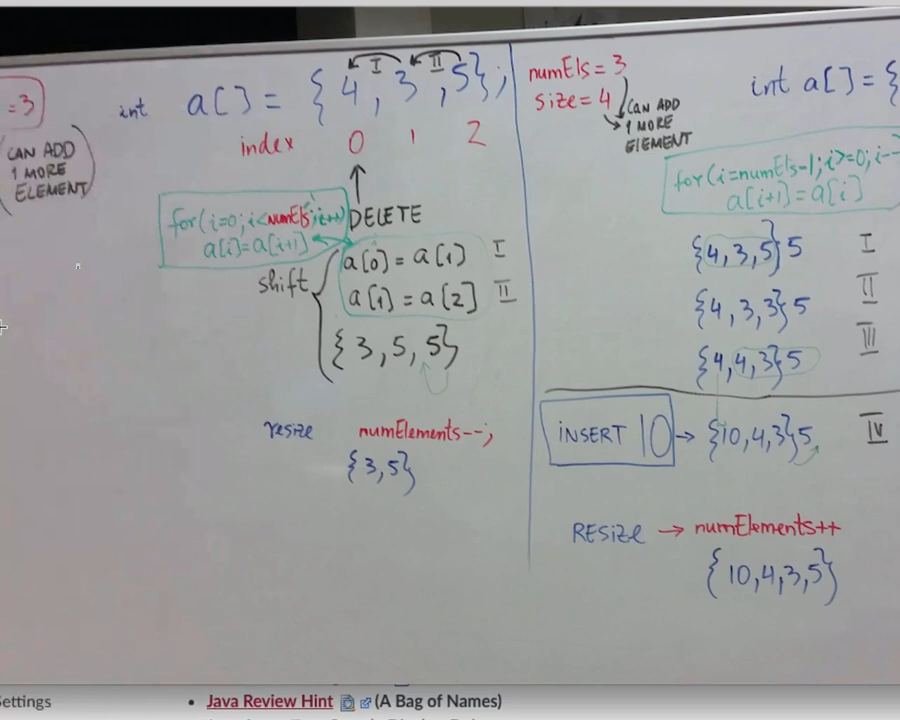 =3
CAN ADD
1 MORE
ELEMENT
int a[] = {4, 3, 5};
I II
index 0 1 2
DELETE
for(i=0; i<numEls; i++)
a[i]=a[i+1]
shift
a[0] = a[1] I
a[1] = a[2] II
{3, 5, 5}
resize numElements--;
{3,5}
numEls = 3
size = 4
CAN ADD
1 MORE
ELEMENT
int a[] = {
for(i=numEls-1; i>=0; i--
a[i+1] = a[i]
{4,3,5}5 I
{4,3,3}5 II
{4,4,3}5 III
INSERT 10 → {10,4,3}5 IV
RESIZE → numElements++
{10,4,3,5}
ettings
• Java Review Hint (A Bag of Names)